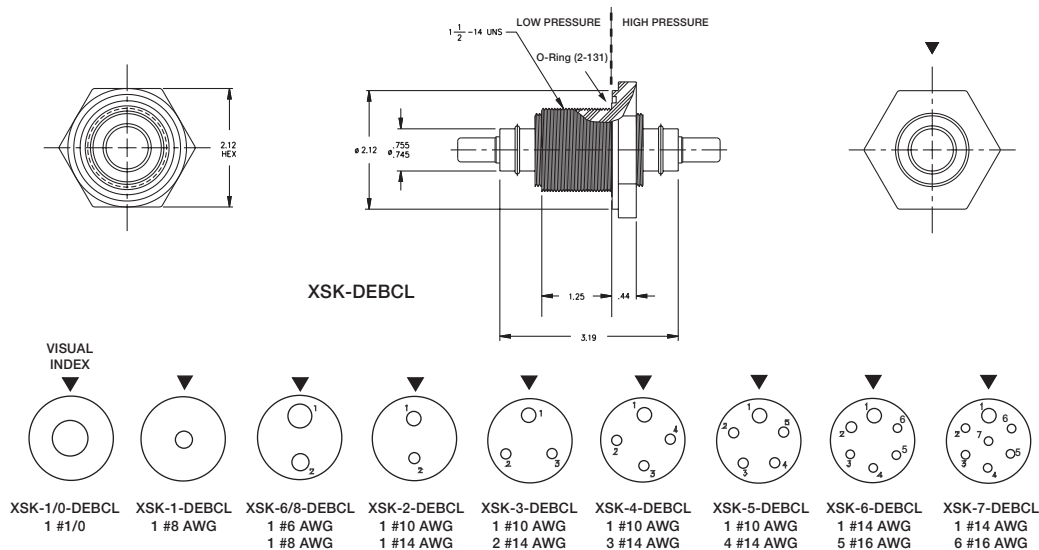 LOW PRESSURE
HIGH PRESSURE
1 1/2 -14 UNS
O-Ring (2-131)
2.12
HEX
ø 2.12
.755
ø.745
XSK-DEBCL
1.25
.44
3.19
VISUAL
INDEX
1
2
1
2
1
2
3
1
2
3
4
1
2
3
4
5
1
2
3
4
5
6
1
2
3
4
5
6
7
XSK-1/0-DEBCL
1 #1/0
XSK-1-DEBCL
1 #8 AWG
XSK-6/8-DEBCL
1 #6 AWG
1 #8 AWG
XSK-2-DEBCL
1 #10 AWG
1 #14 AWG
XSK-3-DEBCL
1 #10 AWG
2 #14 AWG
XSK-4-DEBCL
1 #10 AWG
3 #14 AWG
XSK-5-DEBCL
1 #10 AWG
4 #14 AWG
XSK-6-DEBCL
1 #14 AWG
5 #16 AWG
XSK-7-DEBCL
1 #14 AWG
6 #16 AWG